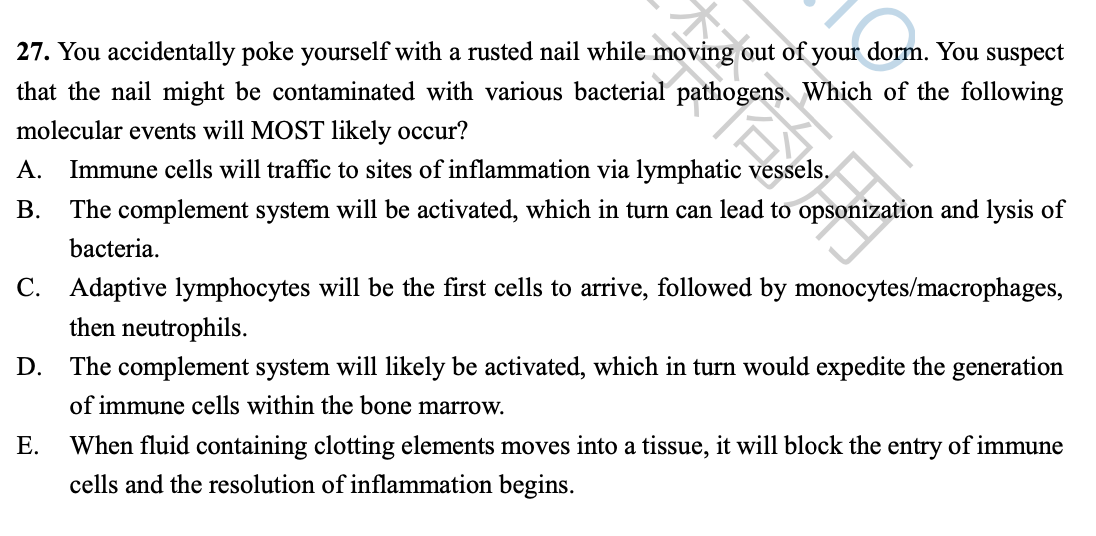 .IO
禁商用
27. You accidentally poke yourself with a rusted nail while moving out of your dorm. You suspect
that the nail might be contaminated with various bacterial pathogens. Which of the following
molecular events will MOST likely occur?
A. Immune cells will traffic to sites of inflammation via lymphatic vessels.
B. The complement system will be activated, which in turn can lead to opsonization and lysis of
bacteria.
C. Adaptive lymphocytes will be the first cells to arrive, followed by monocytes/macrophages,
then neutrophils.
D. The complement system will likely be activated, which in turn would expedite the generation
of immune cells within the bone marrow.
E. When fluid containing clotting elements moves into a tissue, it will block the entry of immune
cells and the resolution of inflammation begins.